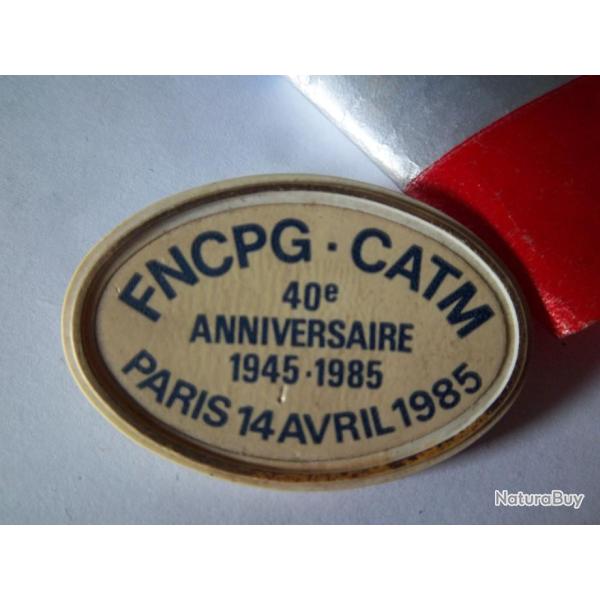 FNCPG · CATM
40e
ANNIVERSAIRE
1945 · 1985
PARIS 14 AVRIL 1985
NaturaBuy